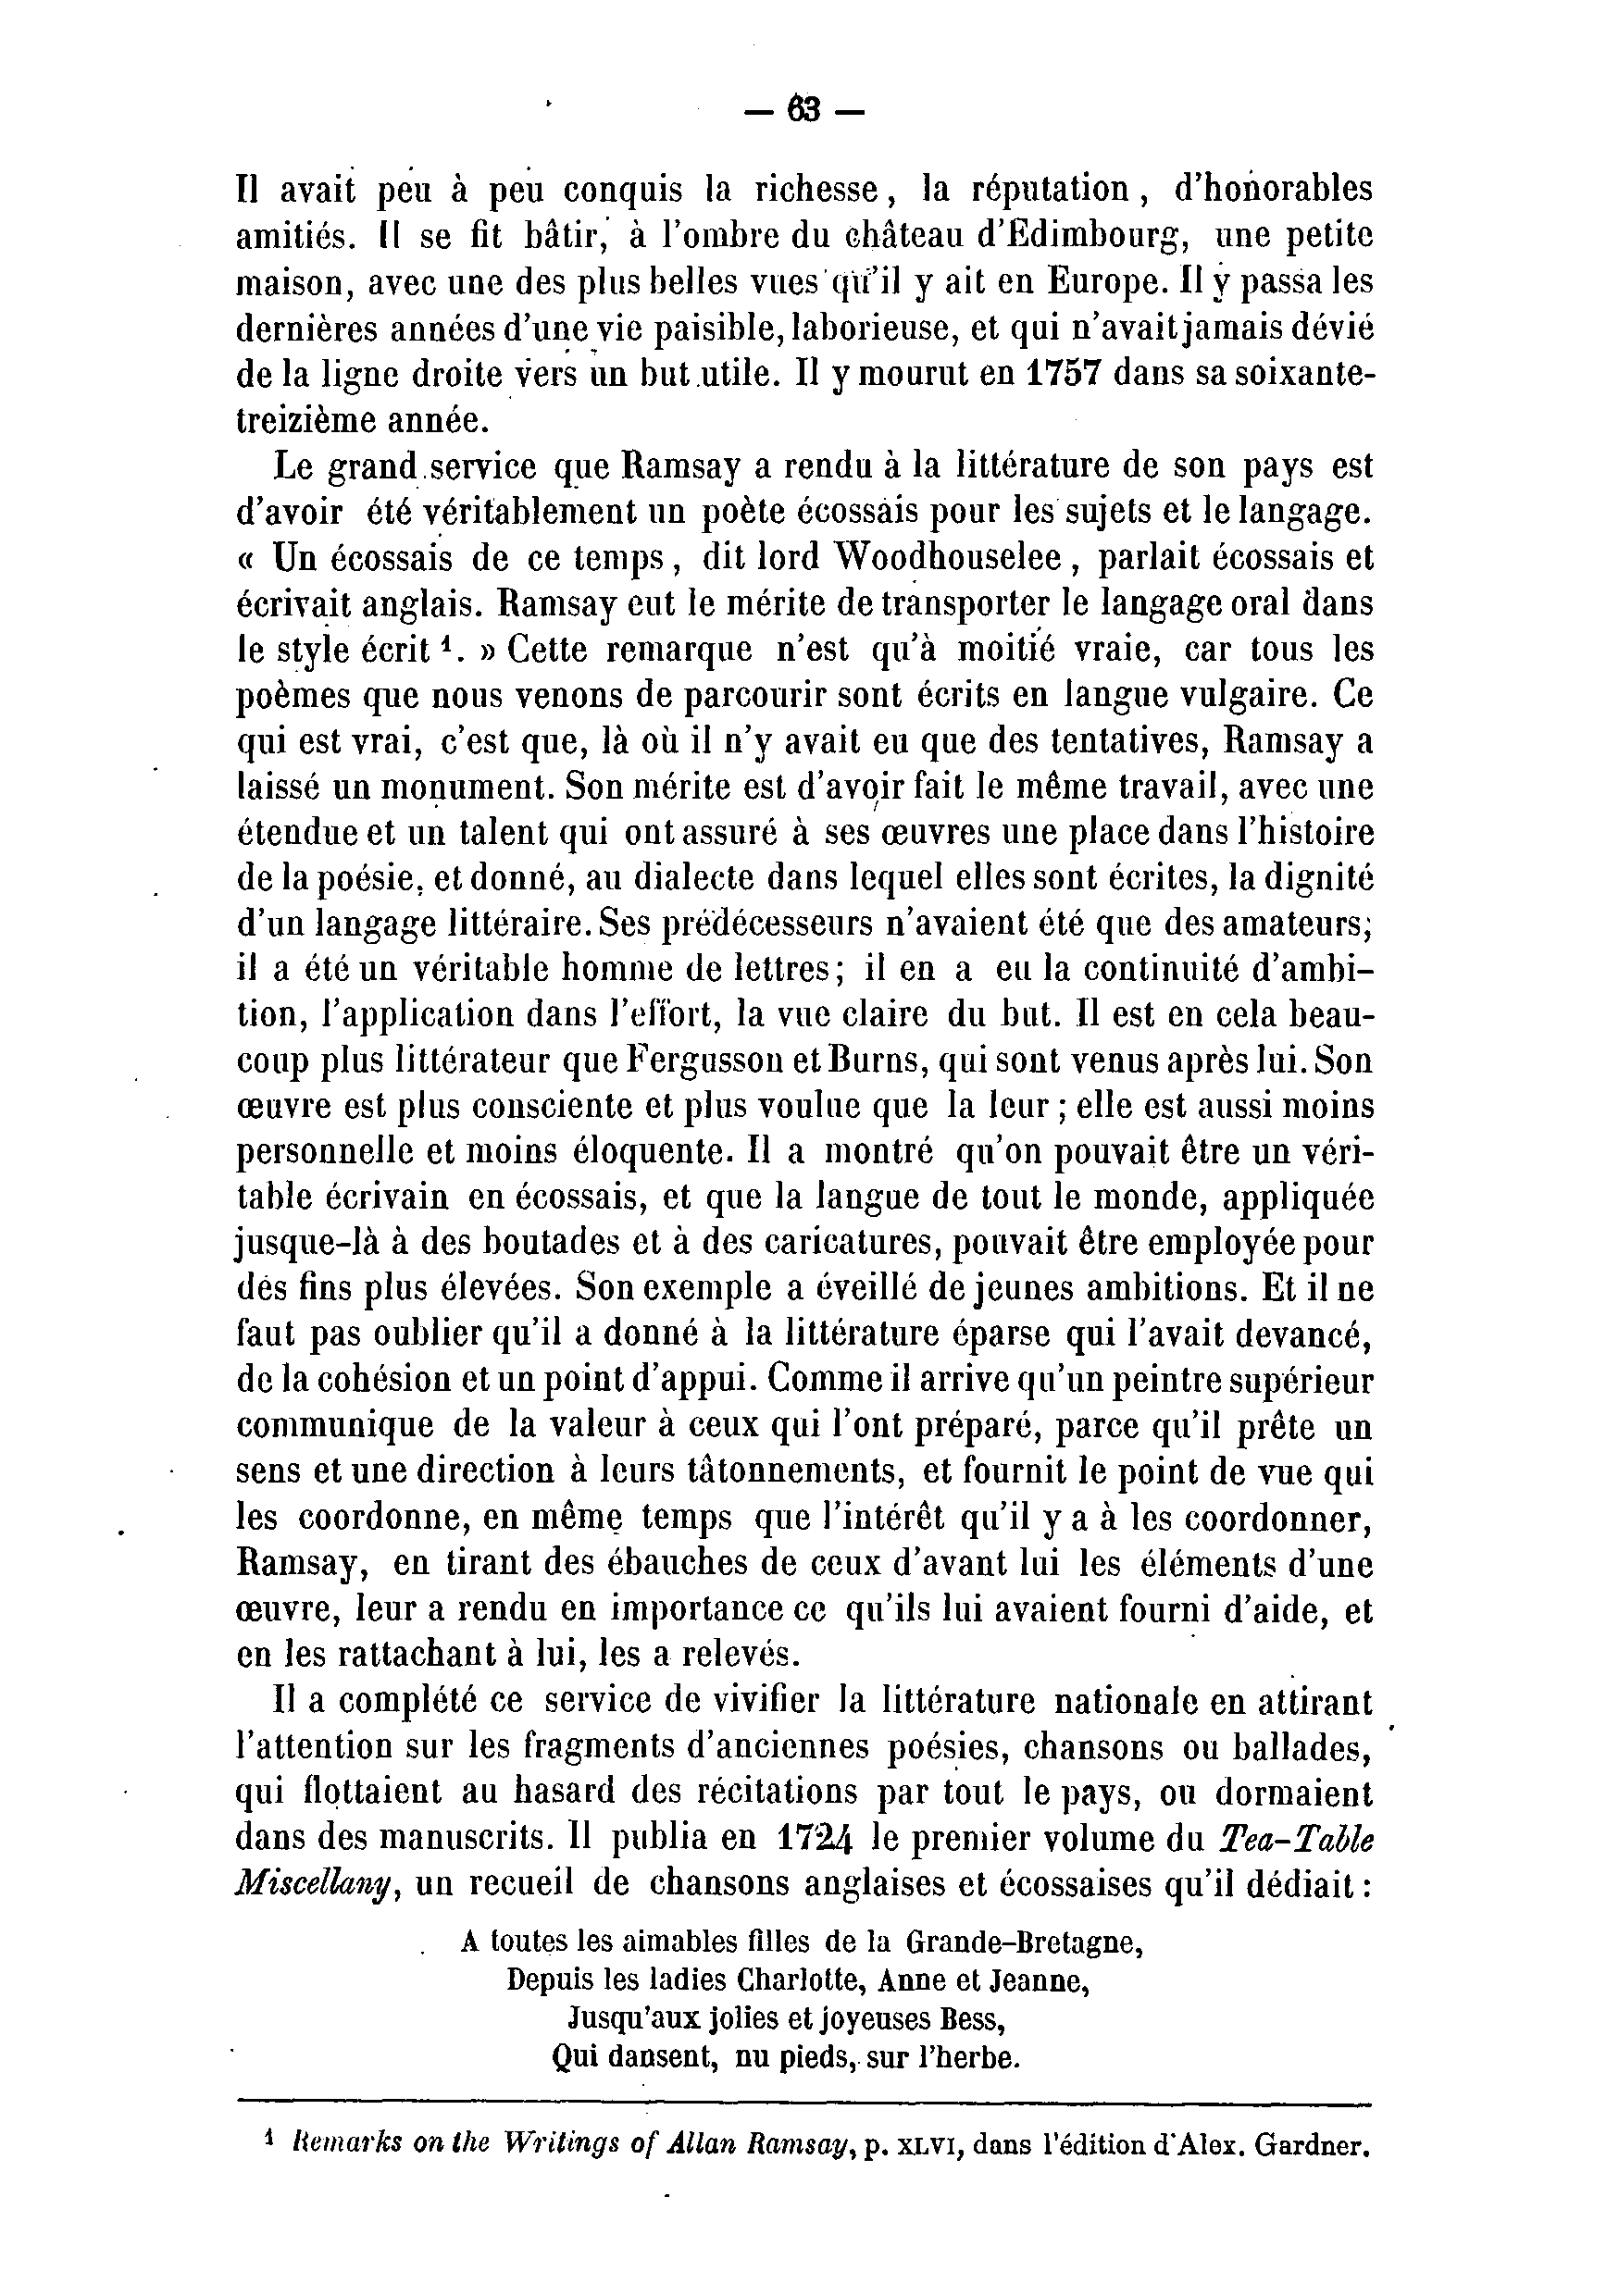 — 63 —
Il avait peu à peu conquis la richesse, la réputation, d'honorables
amitiés. Il se fit bâtir, à l'ombre du château d'Edimbourg, une petite
maison, avec une des plus belles vues qu'il y ait en Europe. Il y passa les
dernières années d'une vie paisible, laborieuse, et qui n'avait jamais dévié
de la ligne droite vers un but utile. Il y mourut en 1757 dans sa soixante-
treizième année.
Le grand service que Ramsay a rendu à la littérature de son pays est
d'avoir été véritablement un poète écossais pour les sujets et le langage.
« Un écossais de ce temps, dit lord Woodhouselee, parlait écossais et
écrivait anglais. Ramsay eut le mérite de transporter le langage oral dans
le style écrit ¹. » Cette remarque n'est qu'à moitié vraie, car tous les
poèmes que nous venons de parcourir sont écrits en langue vulgaire. Ce
qui est vrai, c'est que, là où il n'y avait eu que des tentatives, Ramsay a
laissé un monument. Son mérite est d'avoir fait le même travail, avec une
étendue et un talent qui ont assuré à ses œuvres une place dans l'histoire
de la poésie, et donné, au dialecte dans lequel elles sont écrites, la dignité
d'un langage littéraire. Ses prédécesseurs n'avaient été que des amateurs;
il a été un véritable homme de lettres; il en a eu la continuité d'ambi-
tion, l'application dans l'effort, la vue claire du but. Il est en cela beau-
coup plus littérateur que Fergusson et Burns, qui sont venus après lui. Son
œuvre est plus consciente et plus voulue que la leur ; elle est aussi moins
personnelle et moins éloquente. Il a montré qu'on pouvait être un véri-
table écrivain en écossais, et que la langue de tout le monde, appliquée
jusque-là à des boutades et à des caricatures, pouvait être employée pour
des fins plus élevées. Son exemple a éveillé de jeunes ambitions. Et il ne
faut pas oublier qu'il a donné à la littérature éparse qui l'avait devancé,
de la cohésion et un point d'appui. Comme il arrive qu'un peintre supérieur
communique de la valeur à ceux qui l'ont préparé, parce qu'il prête un
sens et une direction à leurs tâtonnements, et fournit le point de vue qui
les coordonne, en même temps que l'intérêt qu'il y a à les coordonner,
Ramsay, en tirant des ébauches de ceux d'avant lui les éléments d'une
œuvre, leur a rendu en importance ce qu'ils lui avaient fourni d'aide, et
en les rattachant à lui, les a relevés.
Il a complété ce service de vivifier la littérature nationale en attirant
l'attention sur les fragments d'anciennes poésies, chansons ou ballades,
qui flottaient au hasard des récitations par tout le pays, ou dormaient
dans des manuscrits. Il publia en 1724 le premier volume du Tea-Table
Miscellany, un recueil de chansons anglaises et écossaises qu'il dédiait :
A toutes les aimables filles de la Grande-Bretagne,
Depuis les ladies Charlotte, Anne et Jeanne,
Jusqu'aux jolies et joyeuses Bess,
Qui dansent, nu pieds, sur l'herbe.
¹ Remarks on the Writings of Allan Ramsay, p. XLVI, dans l'édition d'Alex. Gardner.